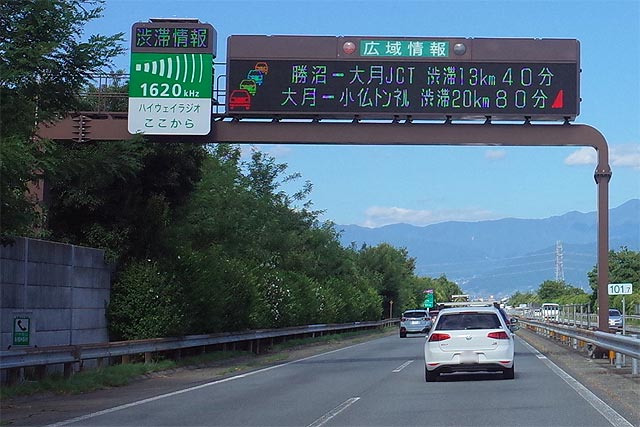 渋滞情報
1620kHz
ハイウェイラジオ
ここから
広域情報
勝沼ー大月JCT 渋滞13km 40分
大月ー小仏トンネル 渋滞20km 80分
101.7